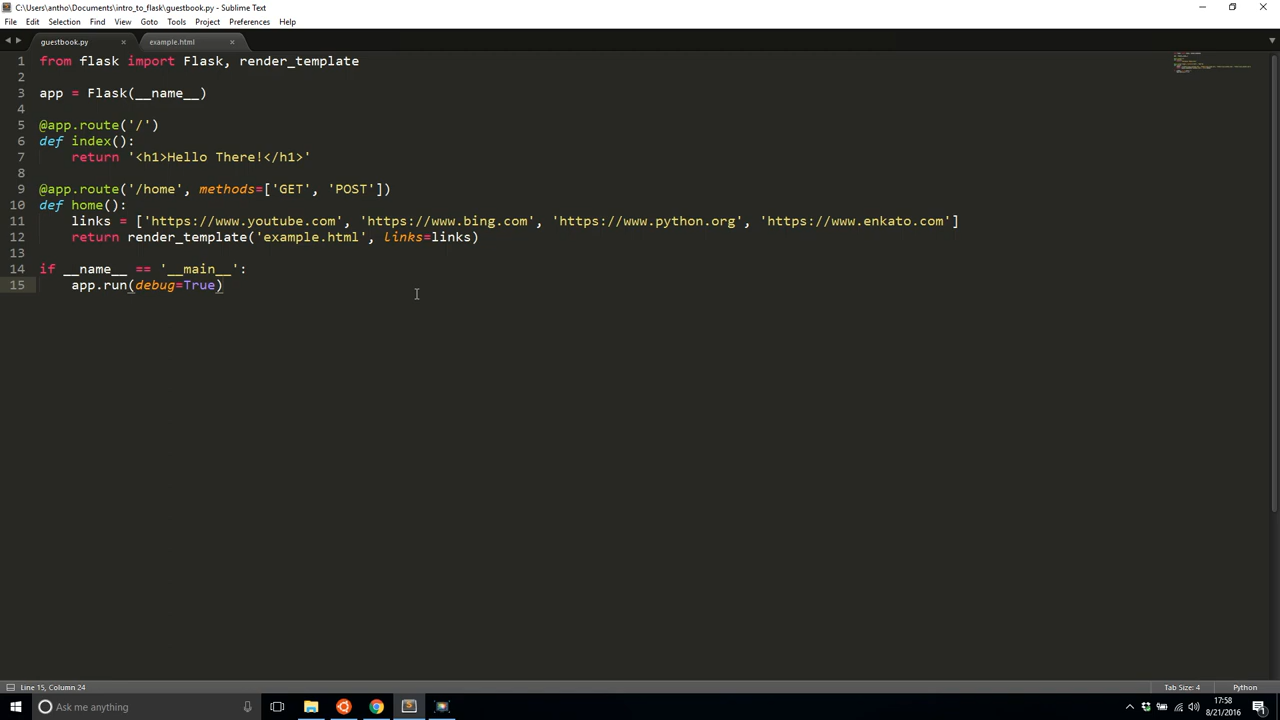 C:\Users\antho\Documents\intro_to_flask\guestbook.py - Sublime Text
File Edit Selection Find View Goto Tools Project Preferences Help
guestbook.py example.html
1 from flask import Flask, render_template
2
3 app = Flask(__name__)
4
5 @app.route('/')
6 def index():
7     return '<h1>Hello There!</h1>'
8
9 @app.route('/home', methods=['GET', 'POST'])
10 def home():
11     links = ['https://www.youtube.com', 'https://www.bing.com', 'https://www.python.org', 'https://www.enkato.com']
12     return render_template('example.html', links=links)
13
14 if __name__ == '__main__':
15     app.run(debug=True)
Line 15, Column 24
Tab Size: 4 Python
Ask me anything
17:58
8/21/2016